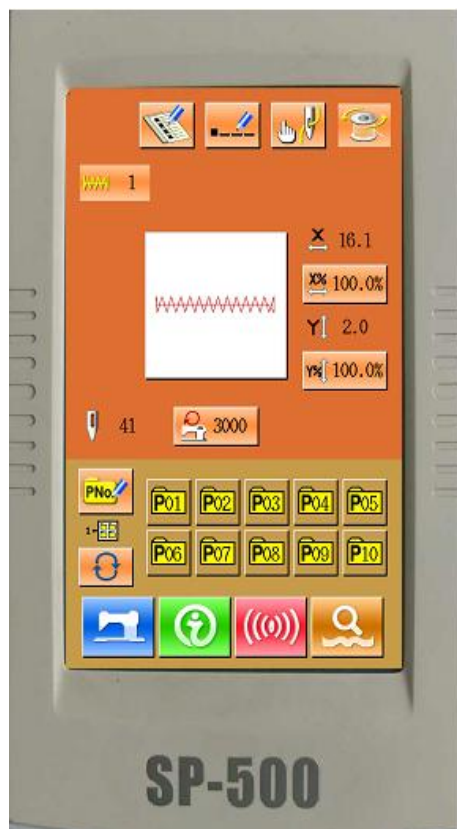 1
X 16.1
X% 100.0%
Y 2.0
Y% 100.0%
41 3000
PNo.
P01 P02 P03 P04 P05
1-
P06 P07 P08 P09 P10
SP-500